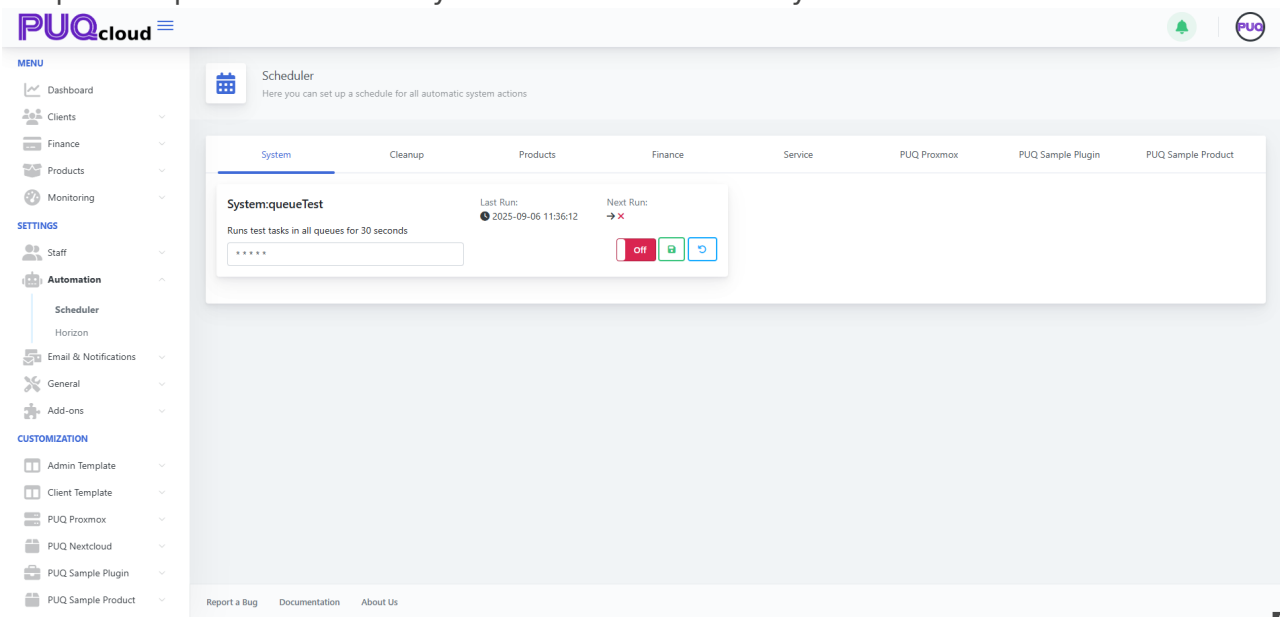 PUQcloud
PUQ
MENU
Dashboard
Clients
Finance
Products
Monitoring
SETTINGS
Staff
Automation
Scheduler
Horizon
Email & Notifications
General
Add-ons
CUSTOMIZATION
Admin Template
Client Template
PUQ Proxmox
PUQ Nextcloud
PUQ Sample Plugin
PUQ Sample Product
Scheduler
Here you can set up a schedule for all automatic system actions
System Cleanup Products Finance Service PUQ Proxmox PUQ Sample Plugin PUQ Sample Product
System:queueTest
Runs test tasks in all queues for 30 seconds
* * * * *
Last Run:
2025-09-06 11:36:12
Next Run:
Off
Report a Bug Documentation About Us